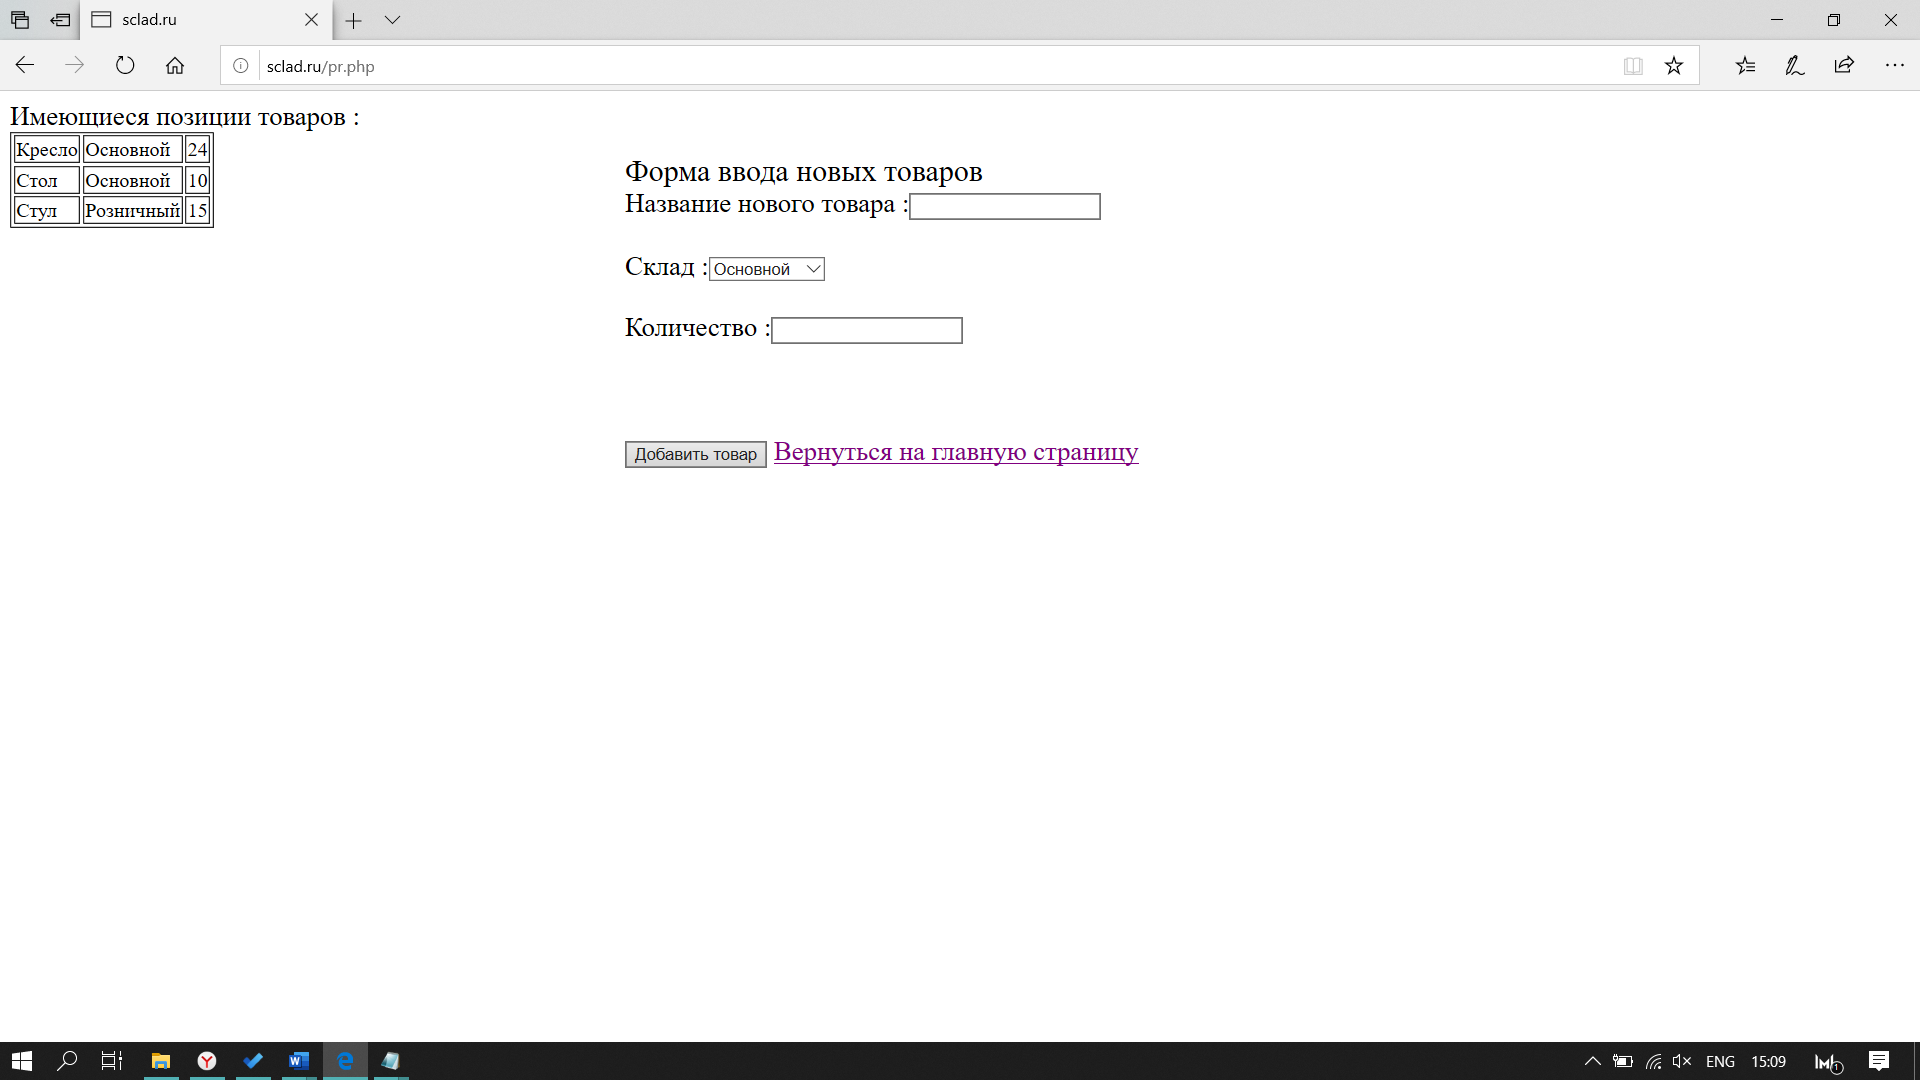 sclad.ru
sclad.ru/pr.php
Имеющиеся позиции товаров :
Кресло Основной 24
Стол Основной 10
Стул Розничный 15
Форма ввода новых товаров
Название нового товара :
Склад : Основной
Количество :
Добавить товар Вернуться на главную страницу
ENG 15:09